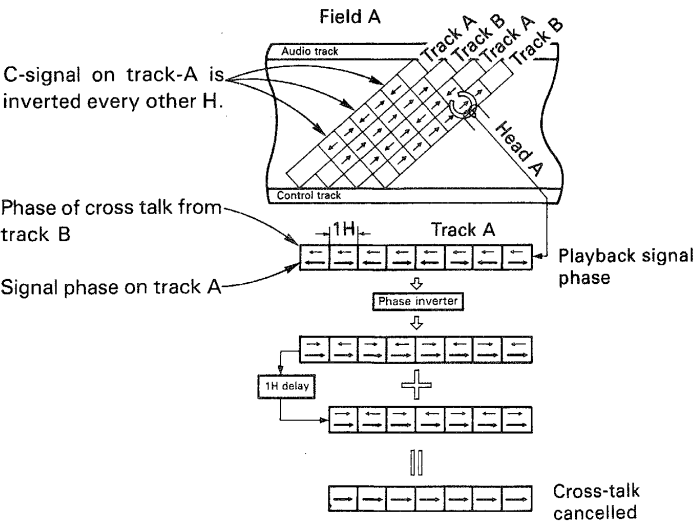 Field A
Track A
Track B
Track A
Track B
Audio track
C-signal on track-A is
inverted every other H.
Head A
Control track
Phase of cross talk from
track B
1H
Track A
Signal phase on track A
Playback signal
phase
Phase inverter
1H delay
Cross-talk
cancelled